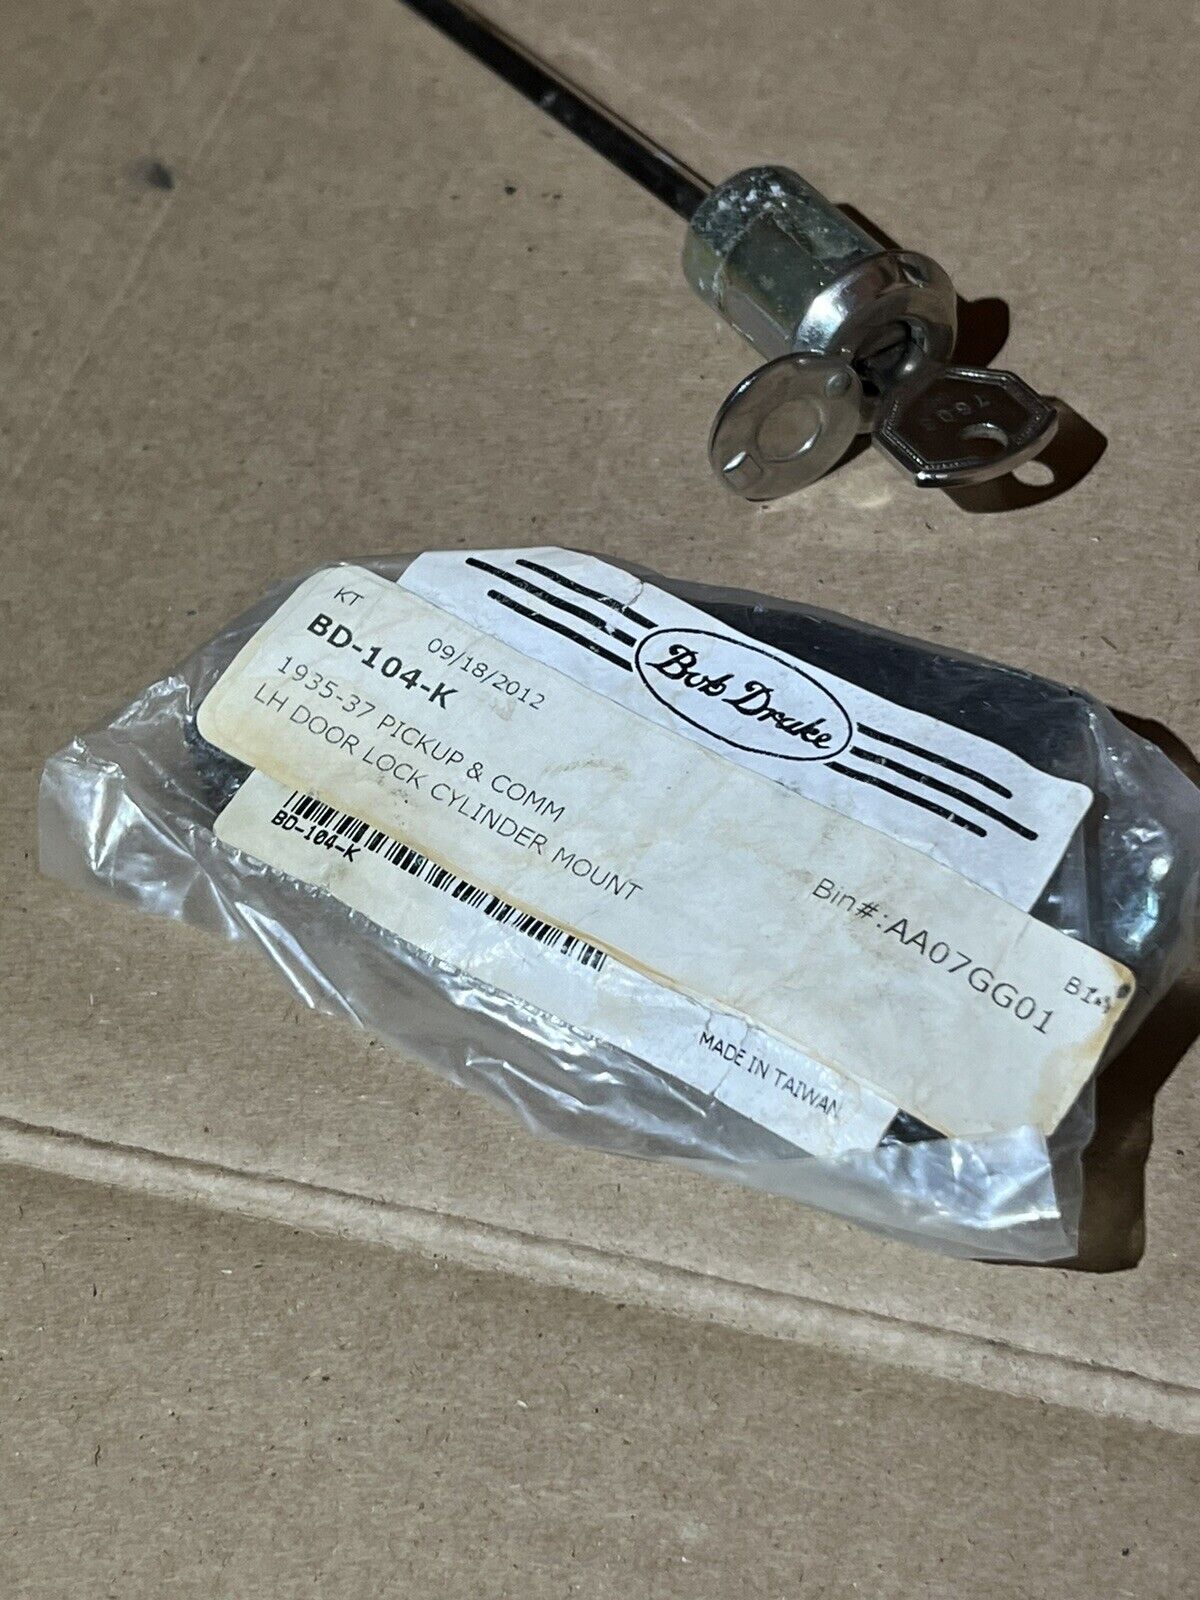 7603
Bob Drake
KT
09/18/2012
BD-104-K
1935-37 PICKUP & COMM
LH DOOR LOCK CYLINDER MOUNT
BD-104-K
Bin#:AA07GG01
MADE IN TAIWAN